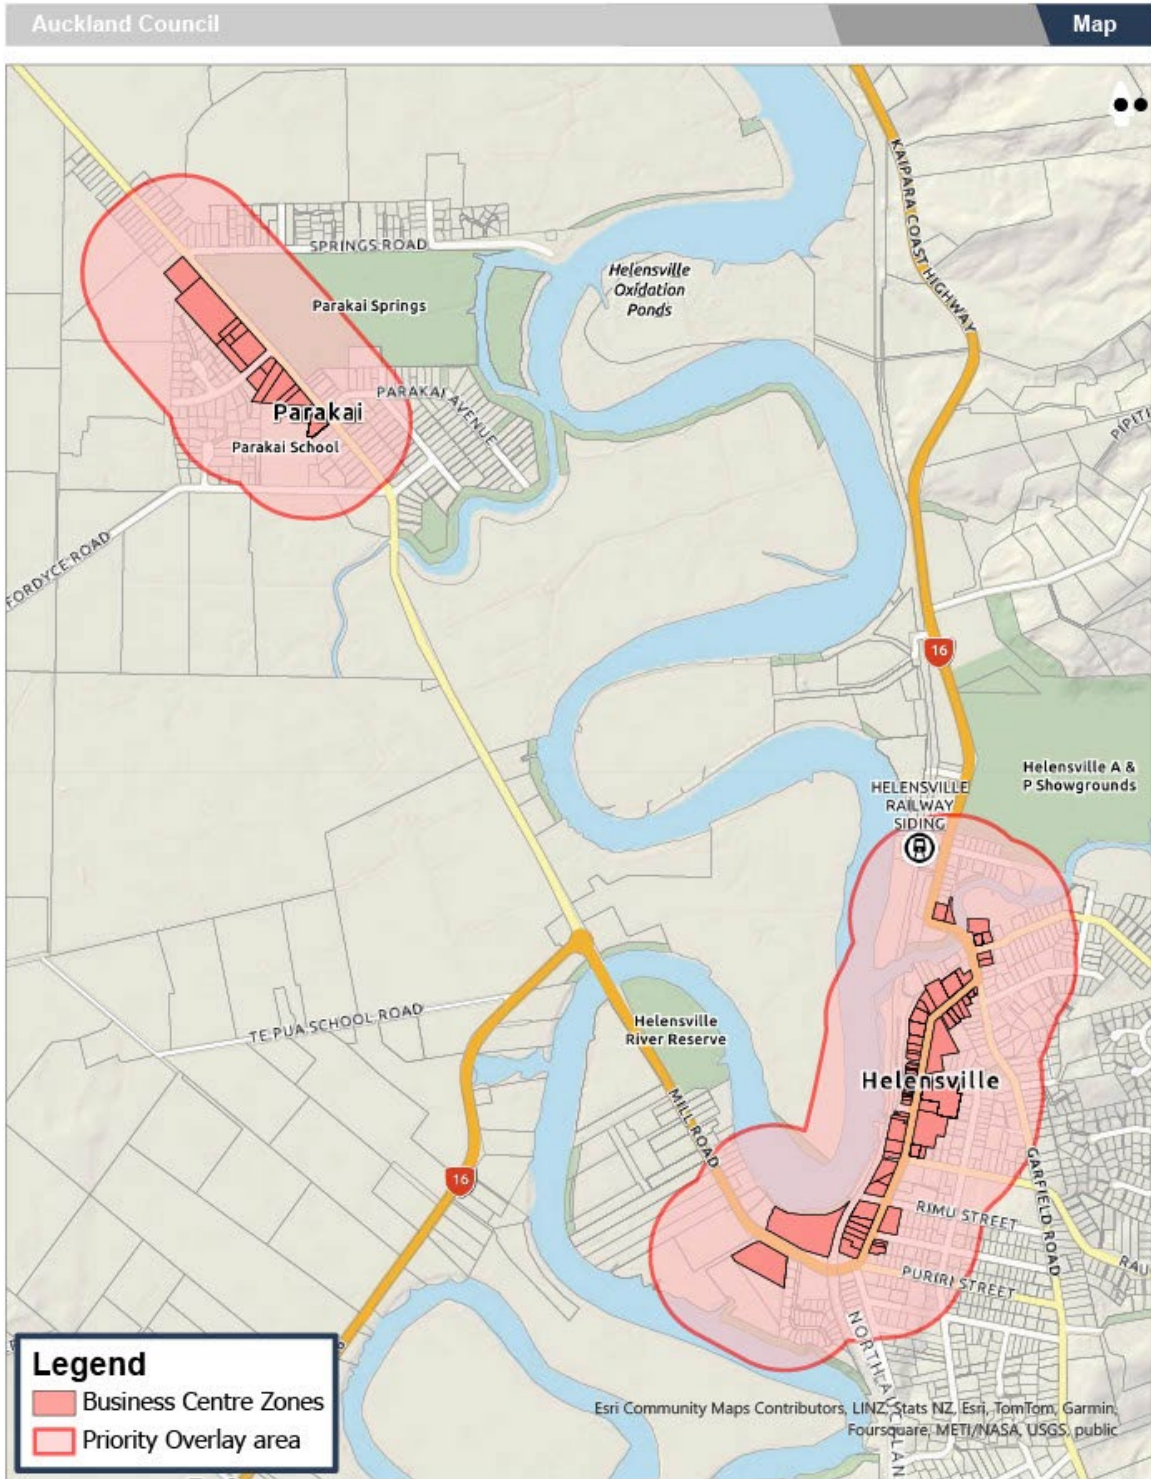 Auckland Council
Map
KAIPARA COAST HIGHWAY
SPRINGS ROAD
Parakai Springs
Helensville
Oxidation
Ponds
PARAKAI AVENUE
Parakai
Parakai School
FORDYCE ROAD
16
Helensville A &
P Showgrounds
HELENSVILLE
RAILWAY
SIDING
TE PUA SCHOOL ROAD
Helensville
River Reserve
Helensville
MILL ROAD
16
GARFIELD ROAD
RIMU STREET
PURIRI STREET
Legend
Business Centre Zones
Priority Overlay area
Esri Community Maps Contributors, LINZ, Stats NZ, Esri, TomTom, Garmin,
Foursquare, METI/NASA, USGS, public